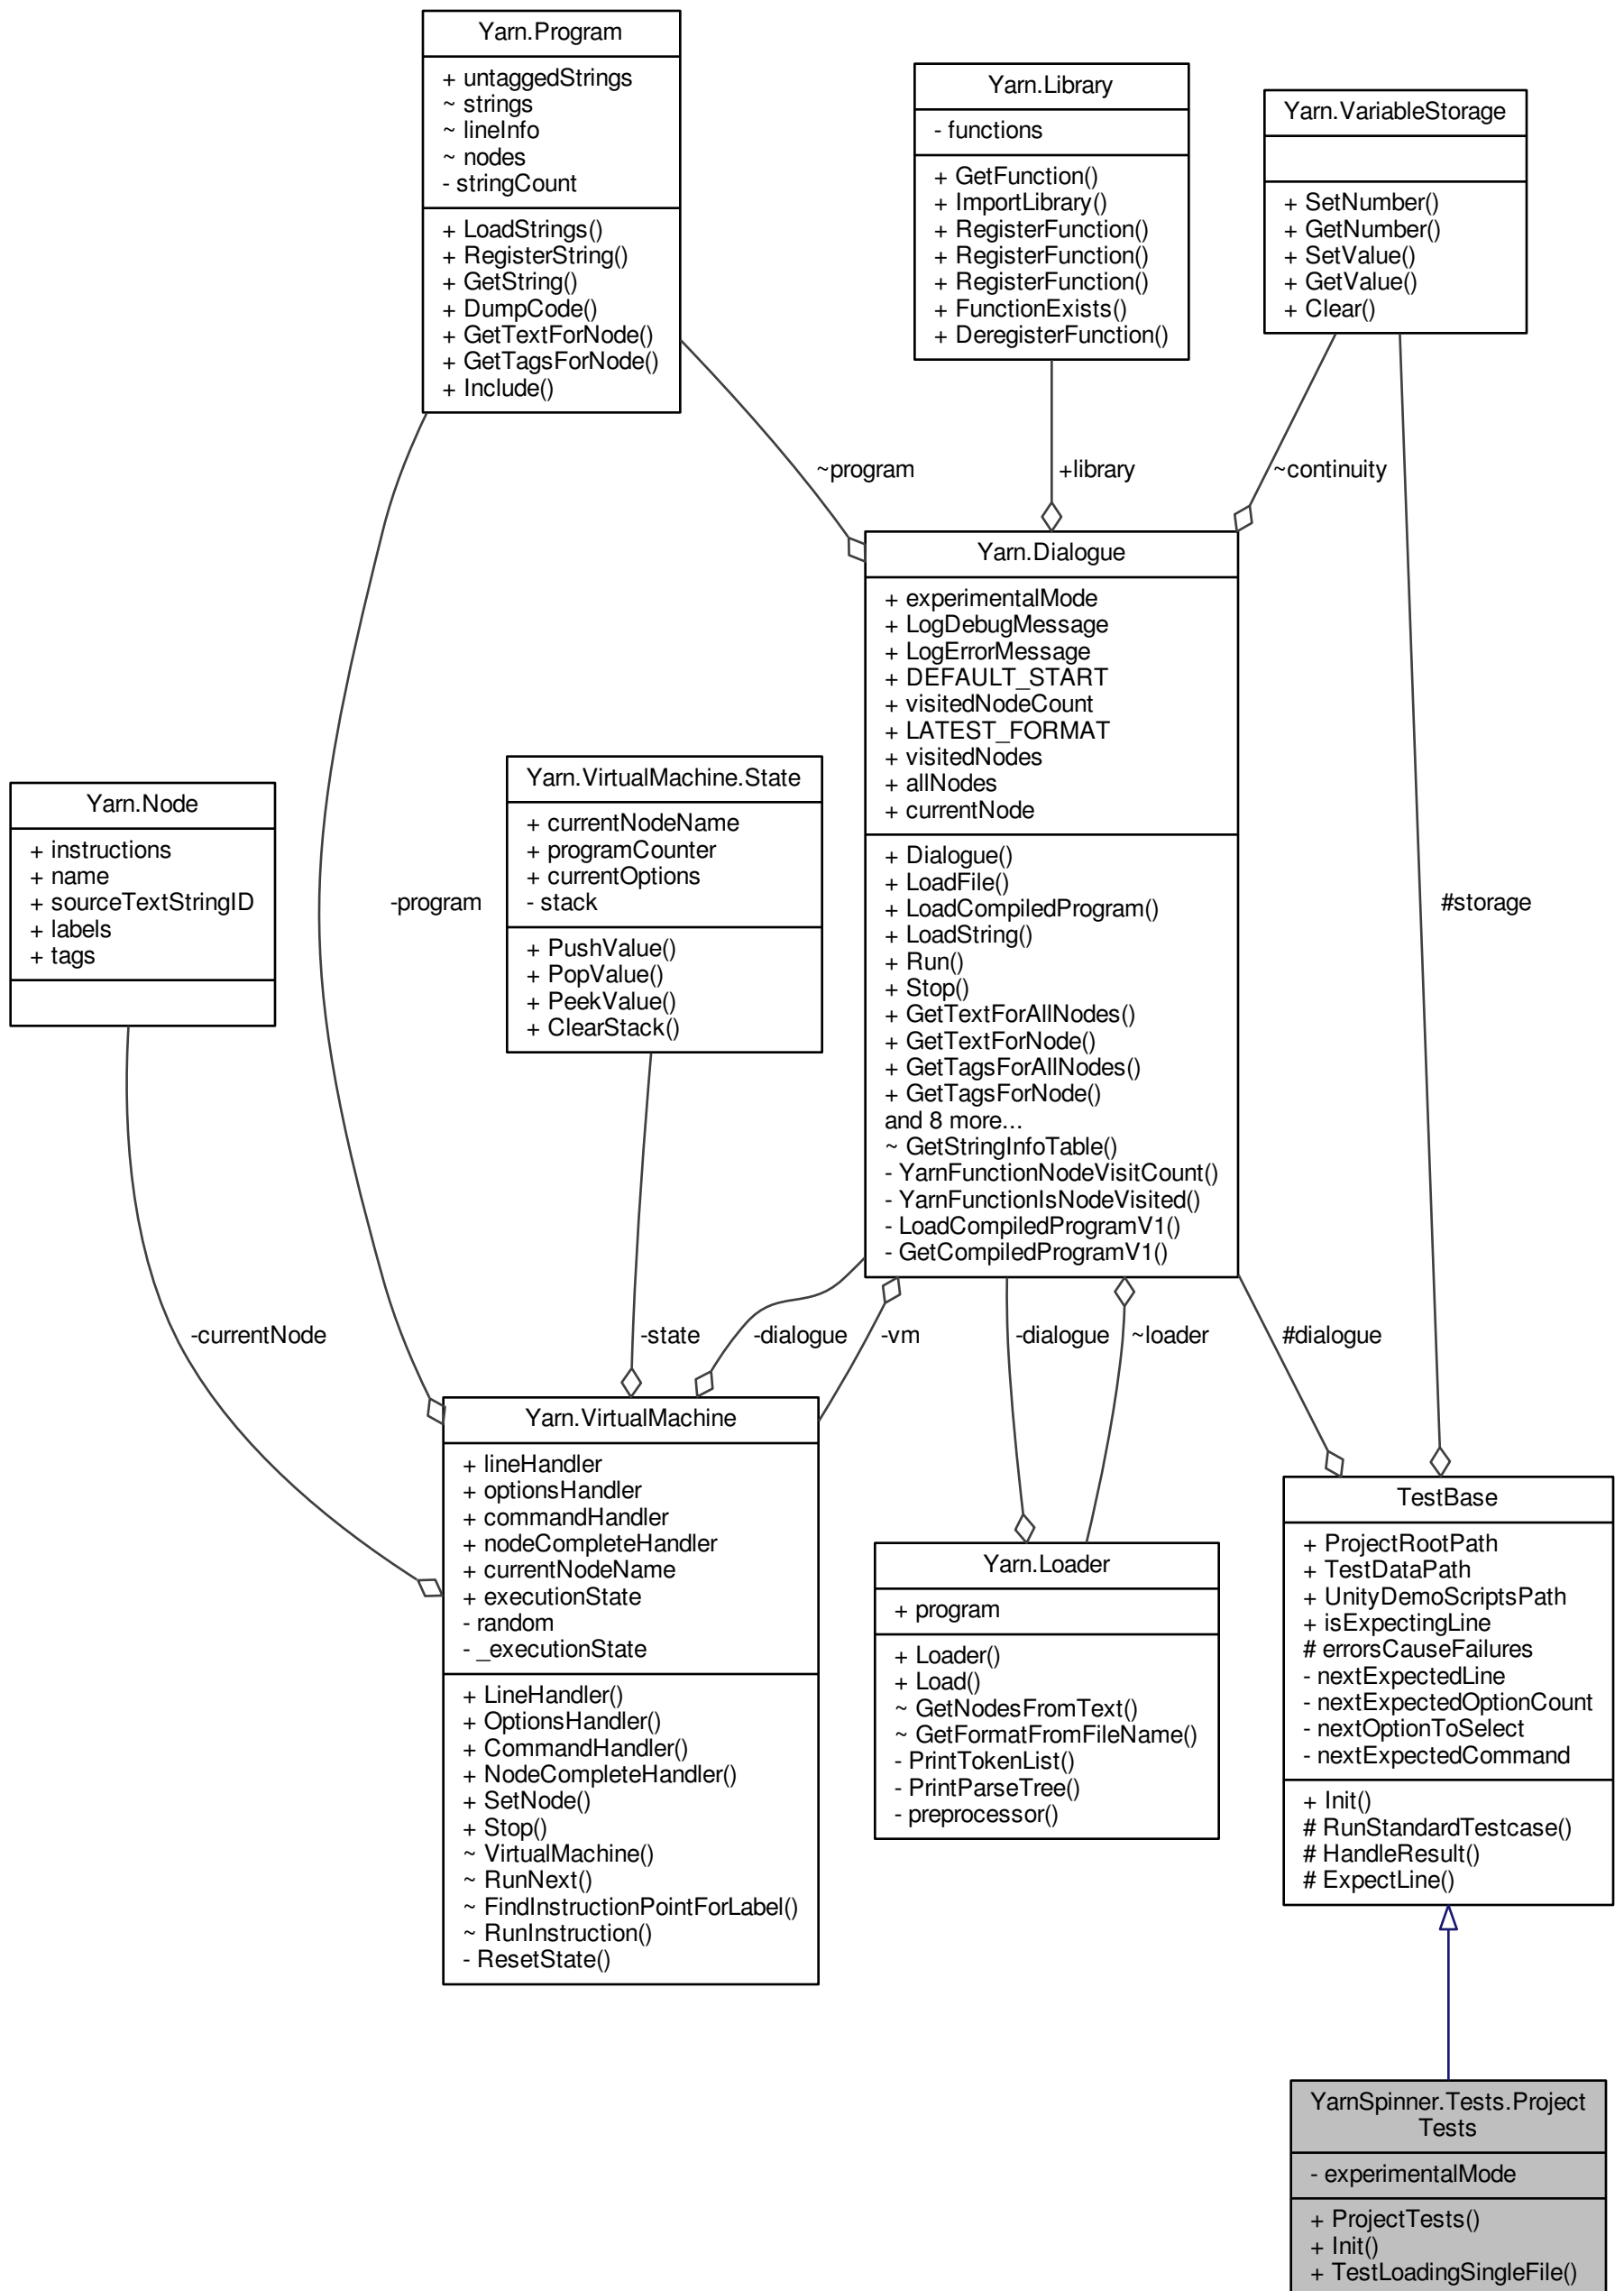 Yarn.Program
+ untaggedStrings
~ strings
~ lineInfo
~ nodes
- stringCount
+ LoadStrings()
+ RegisterString()
+ GetString()
+ DumpCode()
+ GetTextForNode()
+ GetTagsForNode()
+ Include()
Yarn.Library
- functions
+ GetFunction()
+ ImportLibrary()
+ RegisterFunction()
+ RegisterFunction()
+ RegisterFunction()
+ FunctionExists()
+ DeregisterFunction()
Yarn.VariableStorage
+ SetNumber()
+ GetNumber()
+ SetValue()
+ GetValue()
+ Clear()
~program
+library
~continuity
Yarn.Dialogue
+ experimentalMode
+ LogDebugMessage
+ LogErrorMessage
+ DEFAULT_START
+ visitedNodeCount
+ LATEST_FORMAT
+ visitedNodes
+ allNodes
+ currentNode
+ Dialogue()
+ LoadFile()
+ LoadCompiledProgram()
+ LoadString()
+ Run()
+ Stop()
+ GetTextForAllNodes()
+ GetTextForNode()
+ GetTagsForAllNodes()
+ GetTagsForNode()
and 8 more...
~ GetStringInfoTable()
- YarnFunctionNodeVisitCount()
- YarnFunctionIsNodeVisited()
- LoadCompiledProgramV1()
- GetCompiledProgramV1()
Yarn.Node
+ instructions
+ name
+ sourceTextStringID
+ labels
+ tags
-program
Yarn.VirtualMachine.State
+ currentNodeName
+ programCounter
+ currentOptions
- stack
+ PushValue()
+ PopValue()
+ PeekValue()
+ ClearStack()
#storage
-currentNode
-state
-dialogue
-vm
-dialogue
~loader
#dialogue
Yarn.VirtualMachine
+ lineHandler
+ optionsHandler
+ commandHandler
+ nodeCompleteHandler
+ currentNodeName
+ executionState
- random
- _executionState
+ LineHandler()
+ OptionsHandler()
+ CommandHandler()
+ NodeCompleteHandler()
+ SetNode()
+ Stop()
~ VirtualMachine()
~ RunNext()
~ FindInstructionPointForLabel()
~ RunInstruction()
- ResetState()
Yarn.Loader
+ program
+ Loader()
+ Load()
~ GetNodesFromText()
~ GetFormatFromFileName()
- PrintTokenList()
- PrintParseTree()
- preprocessor()
TestBase
+ ProjectRootPath
+ TestDataPath
+ UnityDemoScriptsPath
+ isExpectingLine
# errorsCauseFailures
- nextExpectedLine
- nextExpectedOptionCount
- nextOptionToSelect
- nextExpectedCommand
+ Init()
# RunStandardTestcase()
# HandleResult()
# ExpectLine()
YarnSpinner.Tests.Project
Tests
- experimentalMode
+ ProjectTests()
+ Init()
+ TestLoadingSingleFile()